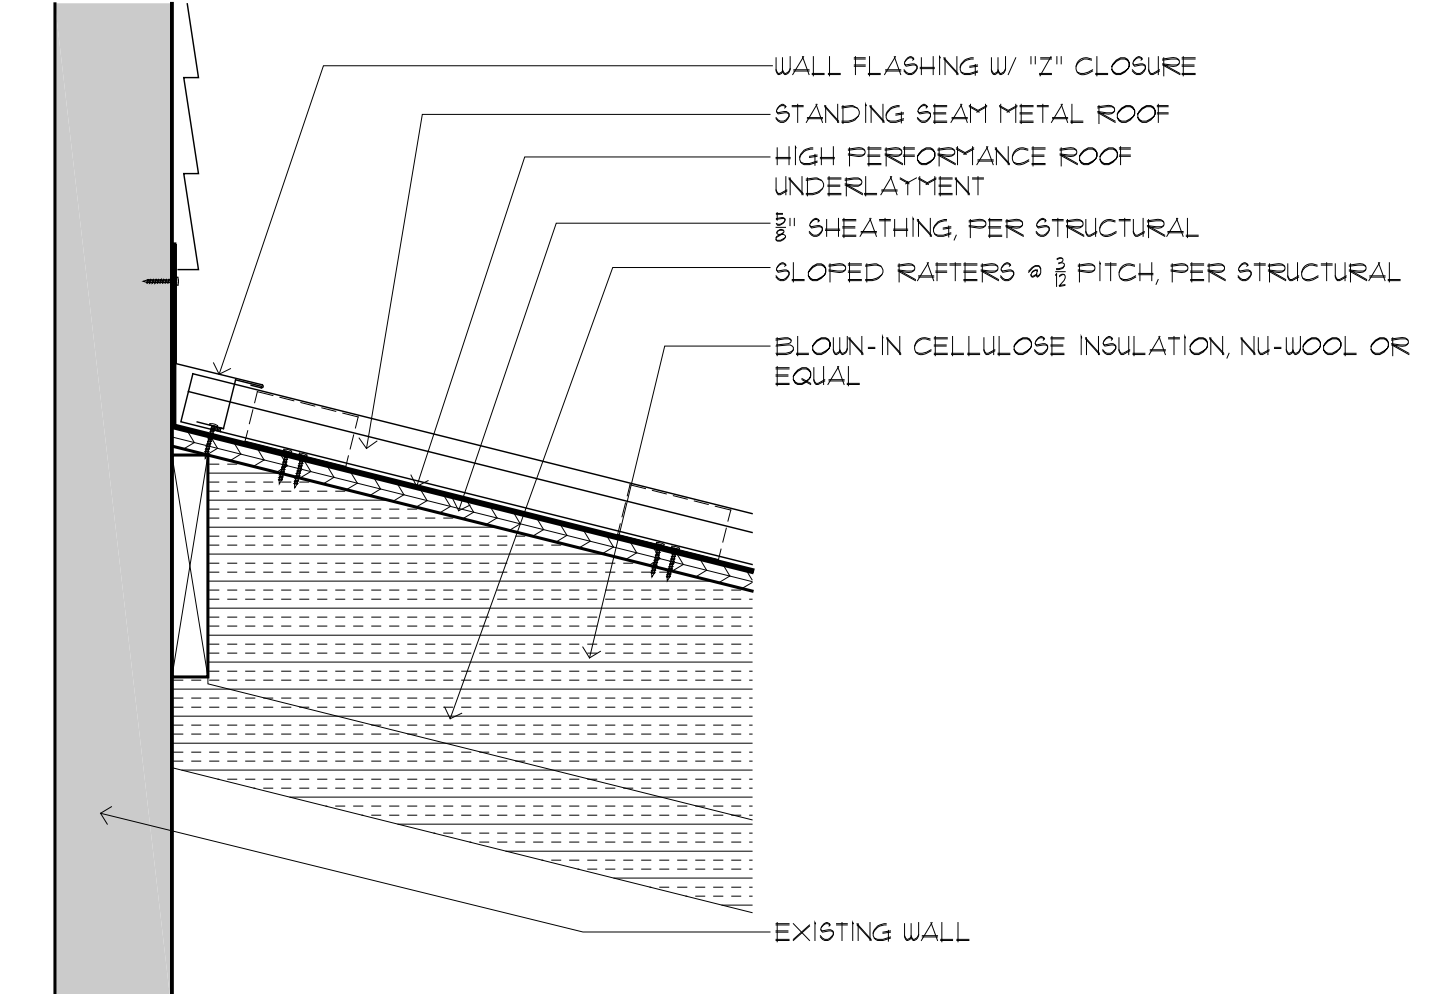 WALL FLASHING W/ "Z" CLOSURE
STANDING SEAM METAL ROOF
HIGH PERFORMANCE ROOF
UNDERLAYMENT
5/8" SHEATHING, PER STRUCTURAL
SLOPED RAFTERS @ 3/12 PITCH, PER STRUCTURAL
BLOWN-IN CELLULOSE INSULATION, NU-WOOL OR
EQUAL
EXISTING WALL